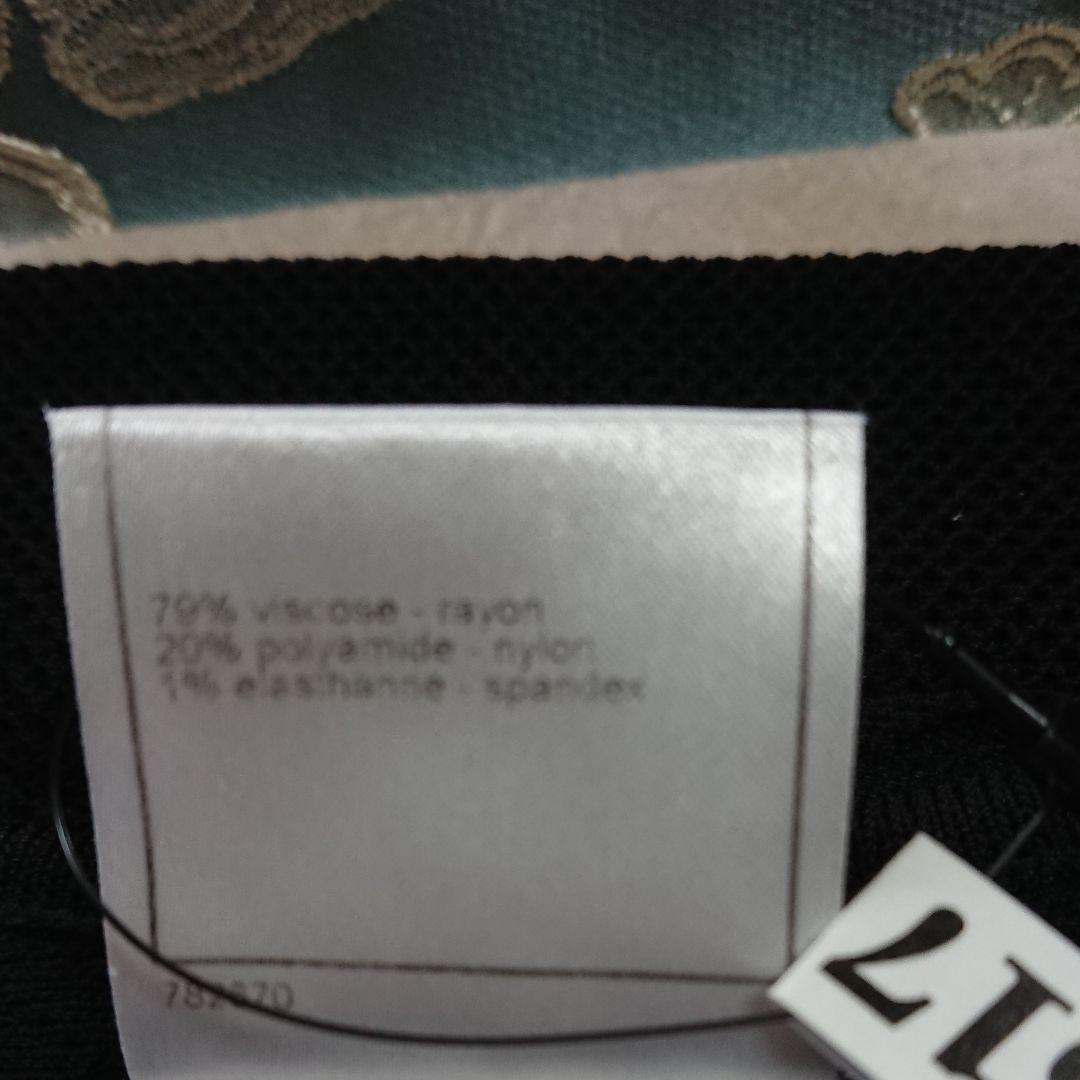 79% viscose - rayon
20% polyamide - nylon
1% elasthanne - spandex